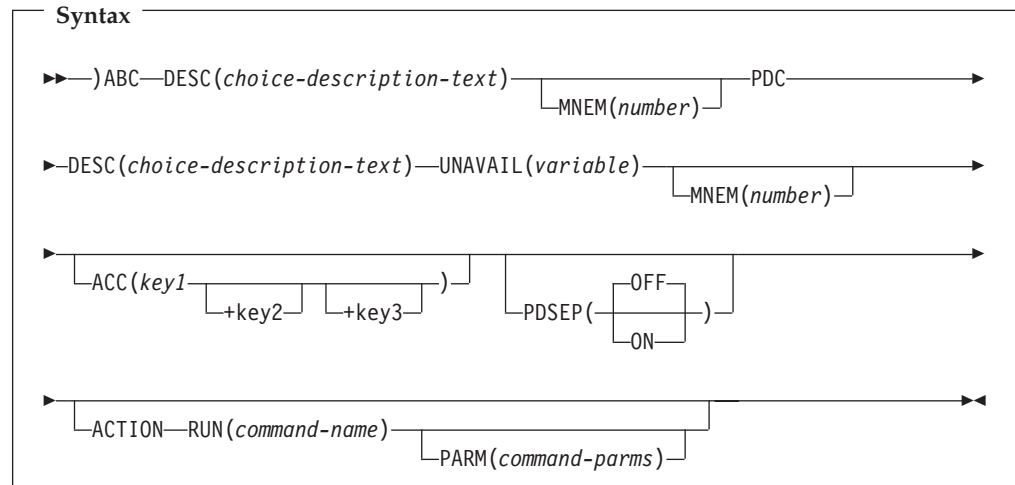 Syntax
)ABC DESC(choice-description-text) MNEM(number) PDC
DESC(choice-description-text) UNAVAIL(variable) MNEM(number)
ACC(key1 +key2 +key3 ) PDSEP( OFF ON )
ACTION RUN(command-name) PARM(command-parms)